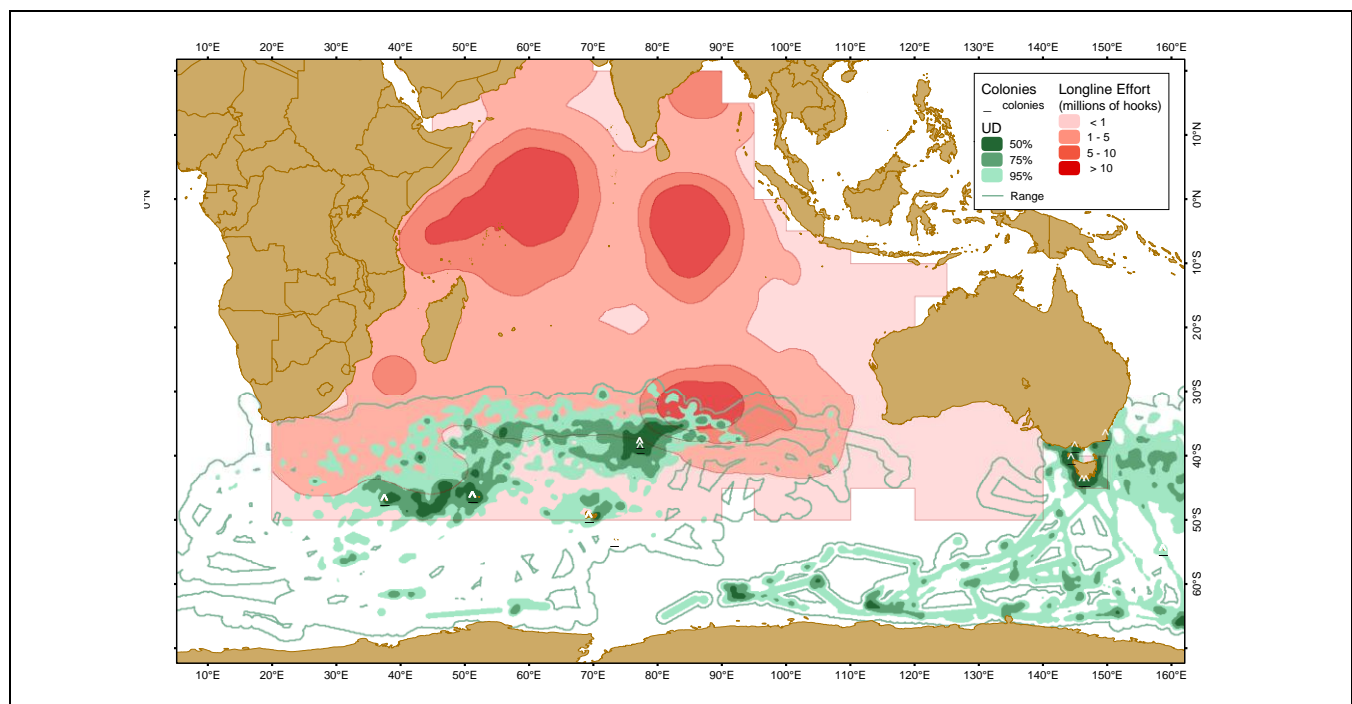 10°E 20°E 30°E 40°E 50°E 60°E 70°E 80°E 90°E 100°E 110°E 120°E 130°E 140°E 150°E 160°E
Colonies
_ colonies
UD
50%
75%
95%
Range
Longline Effort
(millions of hooks)
< 1
1 - 5
5 - 10
> 10
0°N
10°N
0°N
10°S
20°S
30°S
40°S
50°S
60°S
10°E 20°E 30°E 40°E 50°E 60°E 70°E 80°E 90°E 100°E 110°E 120°E 130°E 140°E 150°E 160°E